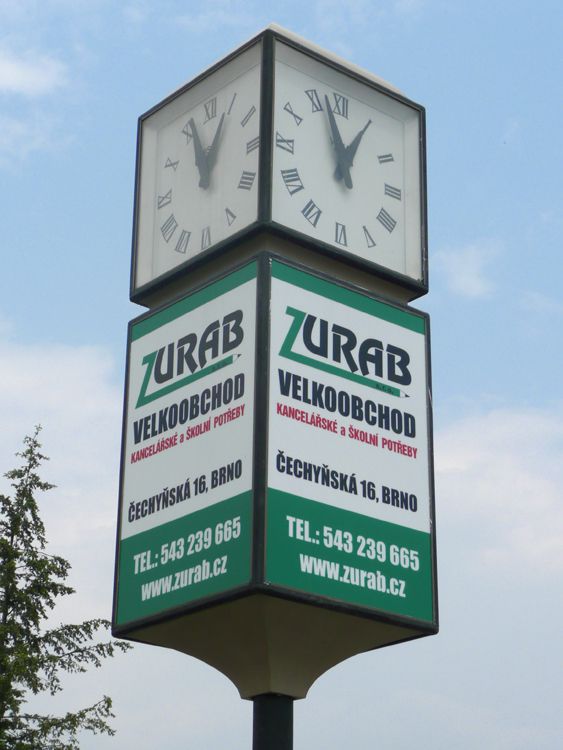 ZURAB
VELKOOBCHOD
KANCELÁŘSKÉ a ŠKOLNÍ POTŘEBY
ČECHYŇSKÁ 16, BRNO
TEL.: 543 239 665
www.zurab.cz
ZURAB
s.r.o.
VELKOOBCHOD
KANCELÁŘSKÉ a ŠKOLNÍ POTŘEBY
ČECHYŇSKÁ 16, BRNO
TEL.: 543 239 665
www.zurab.cz